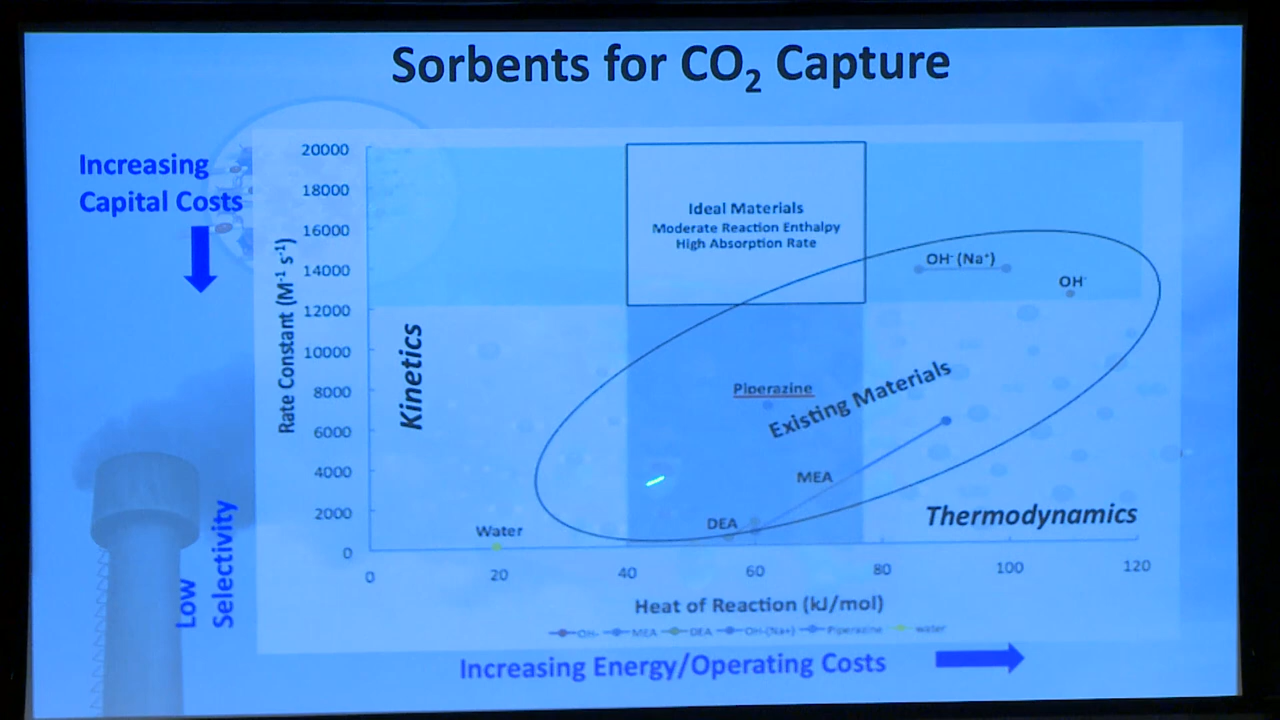 Sorbents for CO₂ Capture
Increasing
Capital Costs
Low
Selectivity
Rate Constant (M⁻¹ s⁻¹)
20000
18000
16000
14000
12000
10000
8000
6000
4000
2000
0
Kinetics
Ideal Materials
Moderate Reaction Enthalpy
High Absorption Rate
OH⁻ (Na⁺)
OH⁻
Piperazine
Existing Materials
MEA
DEA
Water
Thermodynamics
0 20 40 60 80 100 120
Heat of Reaction (kJ/mol)
OH- MEA DEA OH-(Na+) Piperazine water
Increasing Energy/Operating Costs